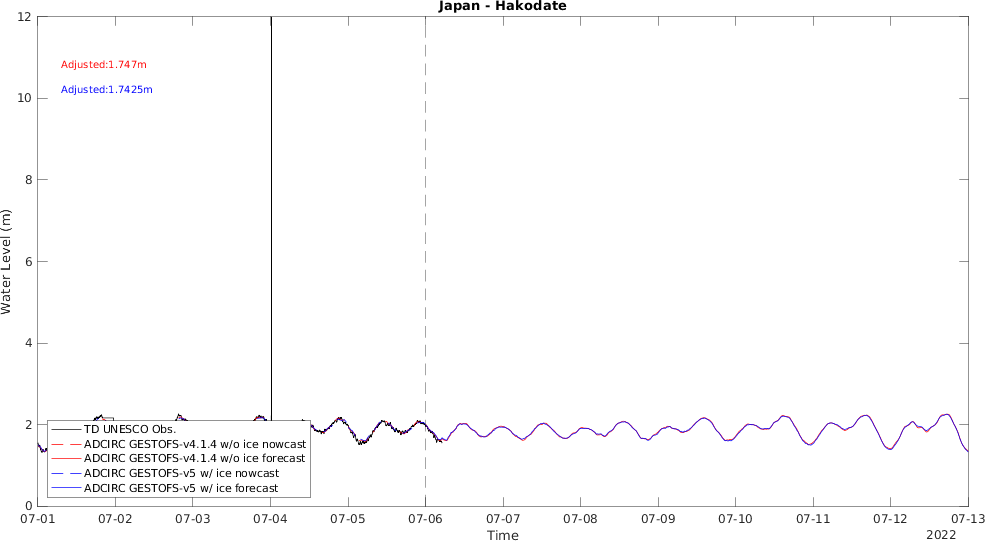 Japan - Hakodate
12
Adjusted:1.747m
Adjusted:1.7425m
10
8
6
4
2
0
Water Level (m)
TD UNESCO Obs.
ADCIRC GESTOFS-v4.1.4 w/o ice nowcast
ADCIRC GESTOFS-v4.1.4 w/o ice forecast
ADCIRC GESTOFS-v5 w/ ice nowcast
ADCIRC GESTOFS-v5 w/ ice forecast
07-01 07-02 07-03 07-04 07-05 07-06 07-07 07-08 07-09 07-10 07-11 07-12 07-13
Time
2022